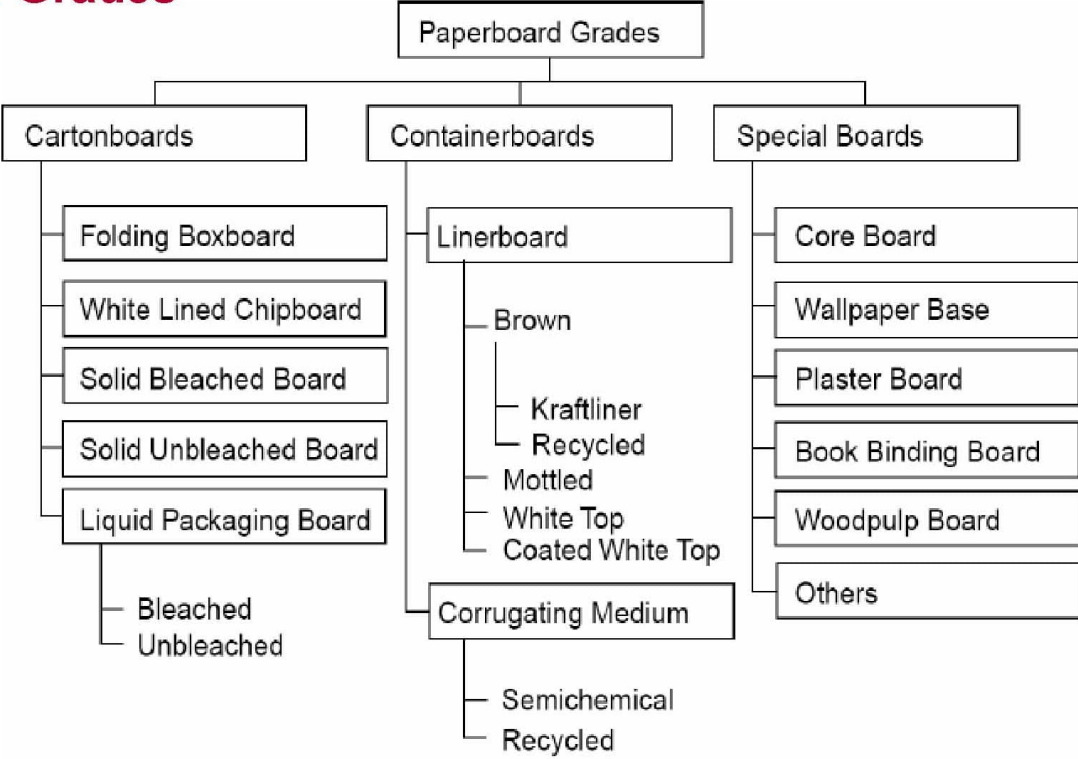 Grades
Paperboard Grades
Cartonboards
Folding Boxboard
White Lined Chipboard
Solid Bleached Board
Solid Unbleached Board
Liquid Packaging Board
Bleached
Unbleached
Containerboards
Linerboard
Brown
Kraftliner
Recycled
Mottled
White Top
Coated White Top
Corrugating Medium
Semichemical
Recycled
Special Boards
Core Board
Wallpaper Base
Plaster Board
Book Binding Board
Woodpulp Board
Others